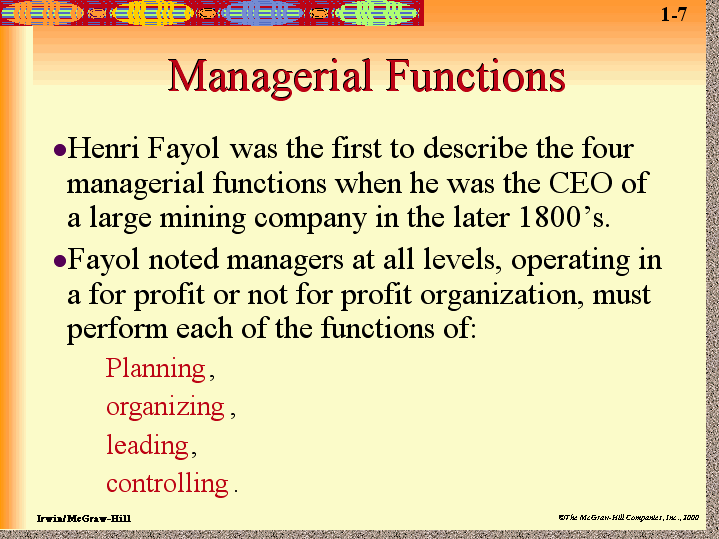 1-7
Managerial Functions
●Henri Fayol was the first to describe the four
managerial functions when he was the CEO of
a large mining company in the later 1800’s.
●Fayol noted managers at all levels, operating in
a for profit or not for profit organization, must
perform each of the functions of:
Planning,
organizing,
leading,
controlling.
Irwin/McGraw-Hill
©The McGraw-Hill Companies, Inc., 2000